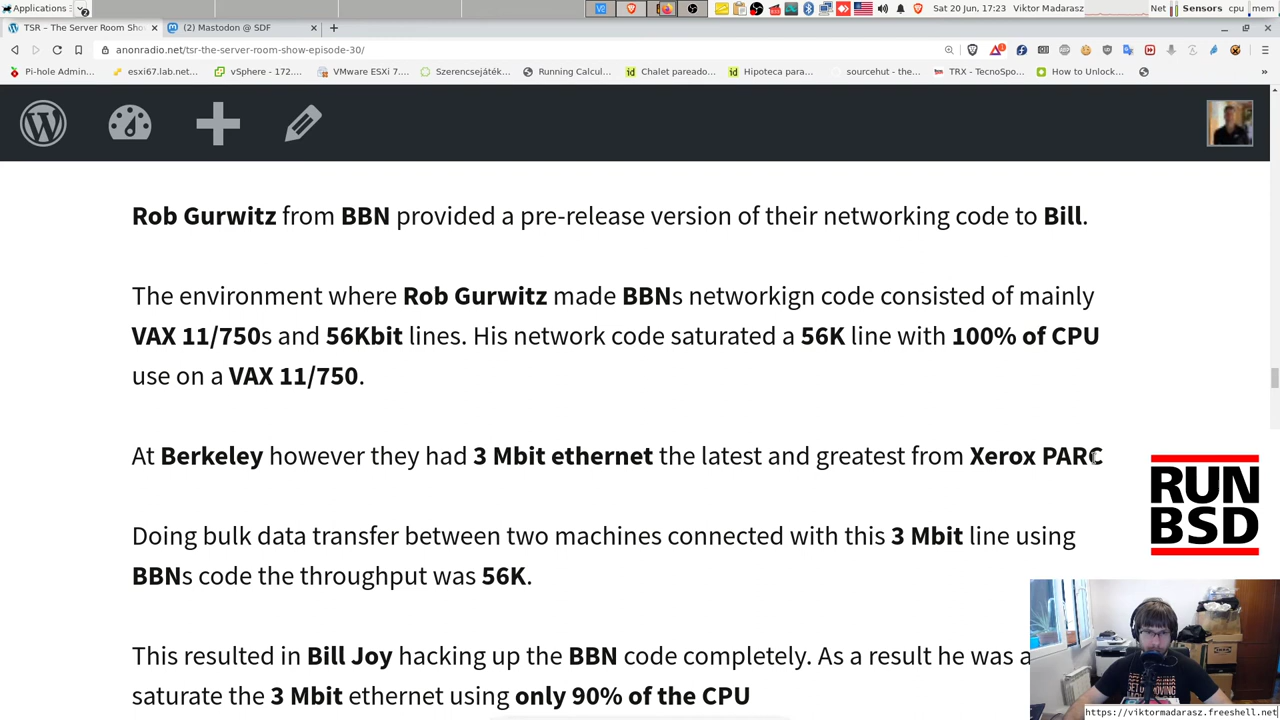 Applications
Sat 20 Jun, 17:23 Viktor Madarasz Net Sensors cpu mem
TSR – The Server Room Sho
(2) Mastodon @ SDF
anonradio.net/tsr-the-server-room-show-episode-30/
Pi-hole Admin... esxi67.lab.net... vSphere - 172.... VMware ESXi 7.... Szerencsejáték... Running Calcul... Chalet pareado... Hipoteca para... sourcehut - the... TRX - TecnoSpo... How to Unlock... »
Rob Gurwitz from BBN provided a pre-release version of their networking code to Bill.
The environment where Rob Gurwitz made BBNs networkign code consisted of mainly
VAX 11/750s and 56Kbit lines. His network code saturated a 56K line with 100% of CPU
use on a VAX 11/750.
At Berkeley however they had 3 Mbit ethernet the latest and greatest from Xerox PARC
RUN
BSD
Doing bulk data transfer between two machines connected with this 3 Mbit line using
BBNs code the throughput was 56K.
This resulted in Bill Joy hacking up the BBN code completely. As a result he was a
saturate the 3 Mbit ethernet using only 90% of the CPU
https://viktormadarasz.freeshell.net